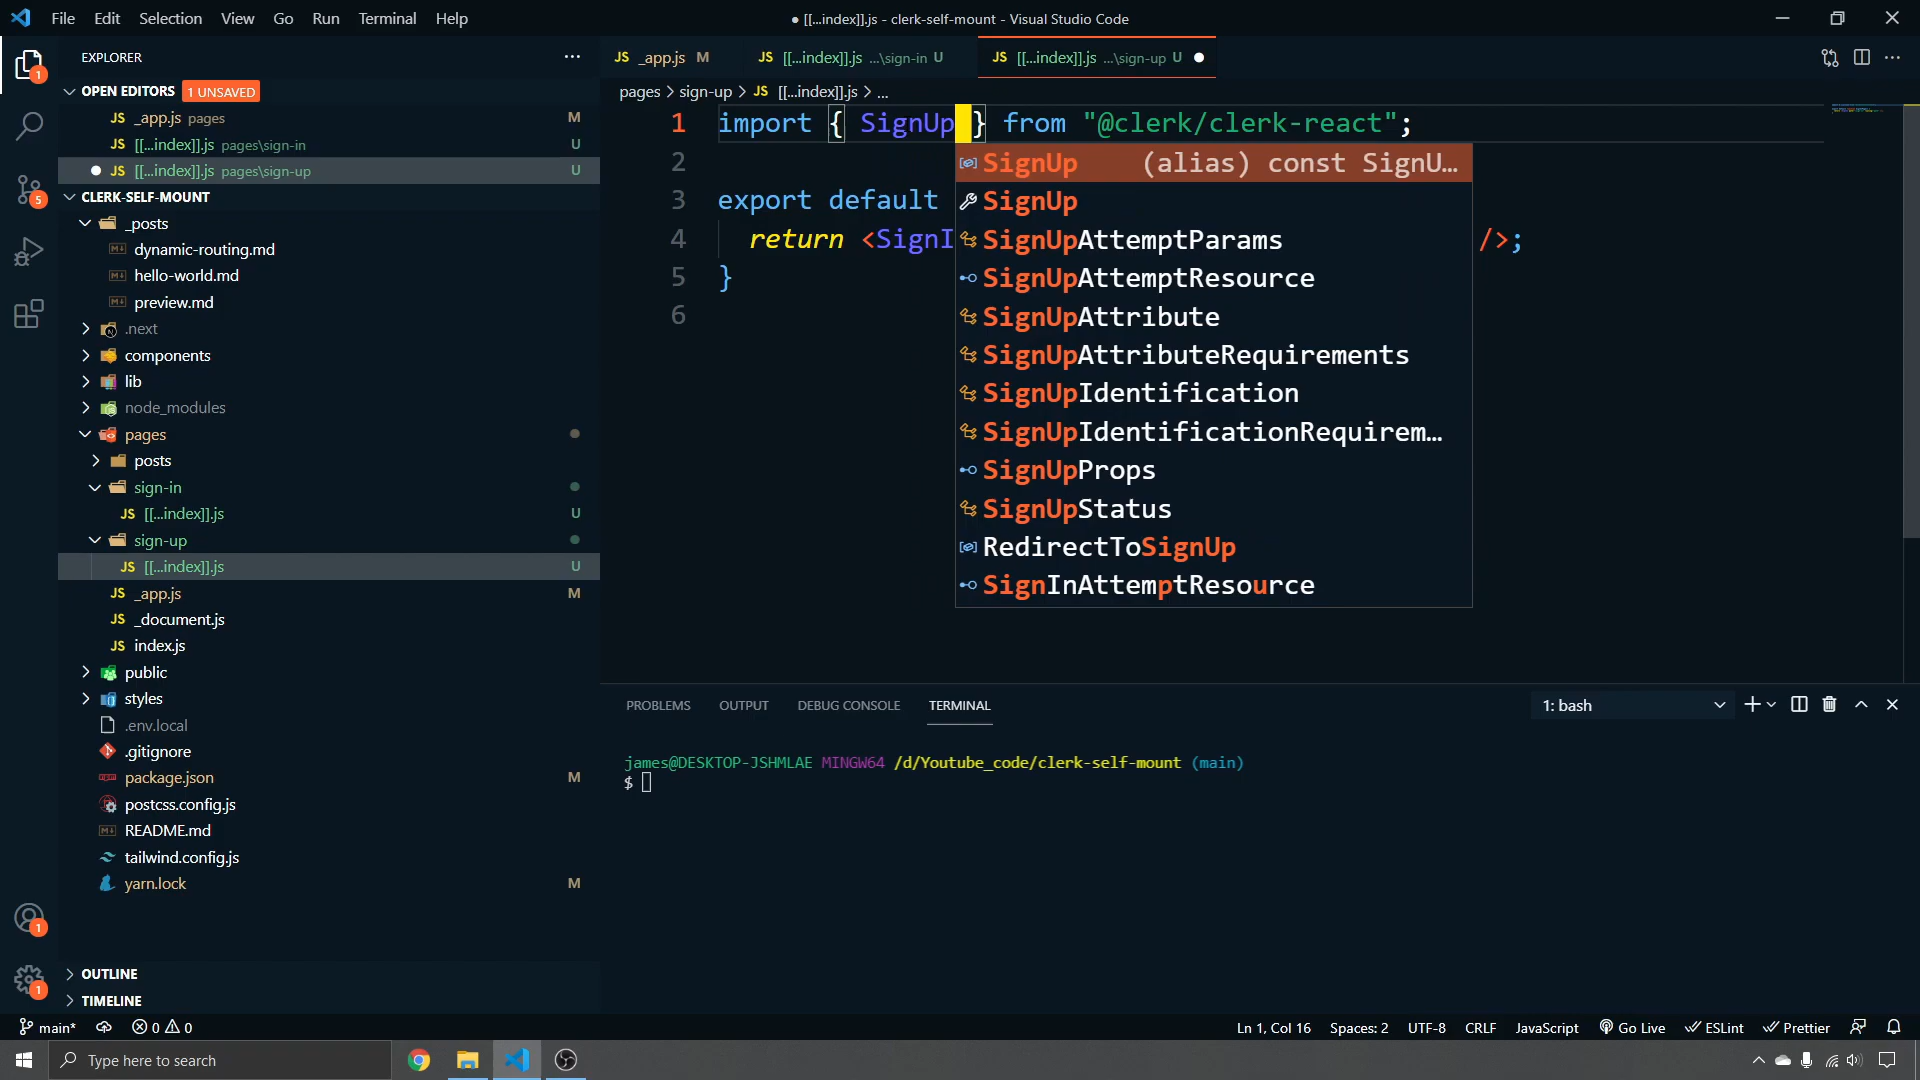 File Edit Selection View Go Run Terminal Help
● [[...index]].js - clerk-self-mount - Visual Studio Code
EXPLORER
OPEN EDITORS 1 UNSAVED
JS _app.js pages M
JS [[...index]].js pages\sign-in U
● JS [[...index]].js pages\sign-up U
CLERK-SELF-MOUNT
_posts
dynamic-routing.md
hello-world.md
preview.md
.next
components
lib
node_modules
pages
posts
sign-in
JS [[...index]].js U
sign-up
JS [[...index]].js U
JS _app.js M
JS _document.js
JS index.js
public
styles
.env.local
.gitignore
package.json M
postcss.config.js
README.md
tailwind.config.js
yarn.lock M
OUTLINE
TIMELINE
JS _app.js M
JS [[...index]].js ...\sign-in U
JS [[...index]].js ...\sign-up U ●
pages > sign-up > JS [[...index]].js > ...
1 import { SignUp } from "@clerk/clerk-react";
2
3 export default
4 return <SignI />;
5 }
6
SignUp (alias) const SignU...
SignUp
SignUpAttemptParams
SignUpAttemptResource
SignUpAttribute
SignUpAttributeRequirements
SignUpIdentification
SignUpIdentificationRequirem...
SignUpProps
SignUpStatus
RedirectToSignUp
SignInAttemptResource
PROBLEMS OUTPUT DEBUG CONSOLE TERMINAL
1: bash
james@DESKTOP-JSHMLAE MINGW64 /d/Youtube_code/clerk-self-mount (main)
$
1
5
1
1
main* 0 0
Ln 1, Col 16 Spaces: 2 UTF-8 CRLF JavaScript Go Live ESLint Prettier
Type here to search